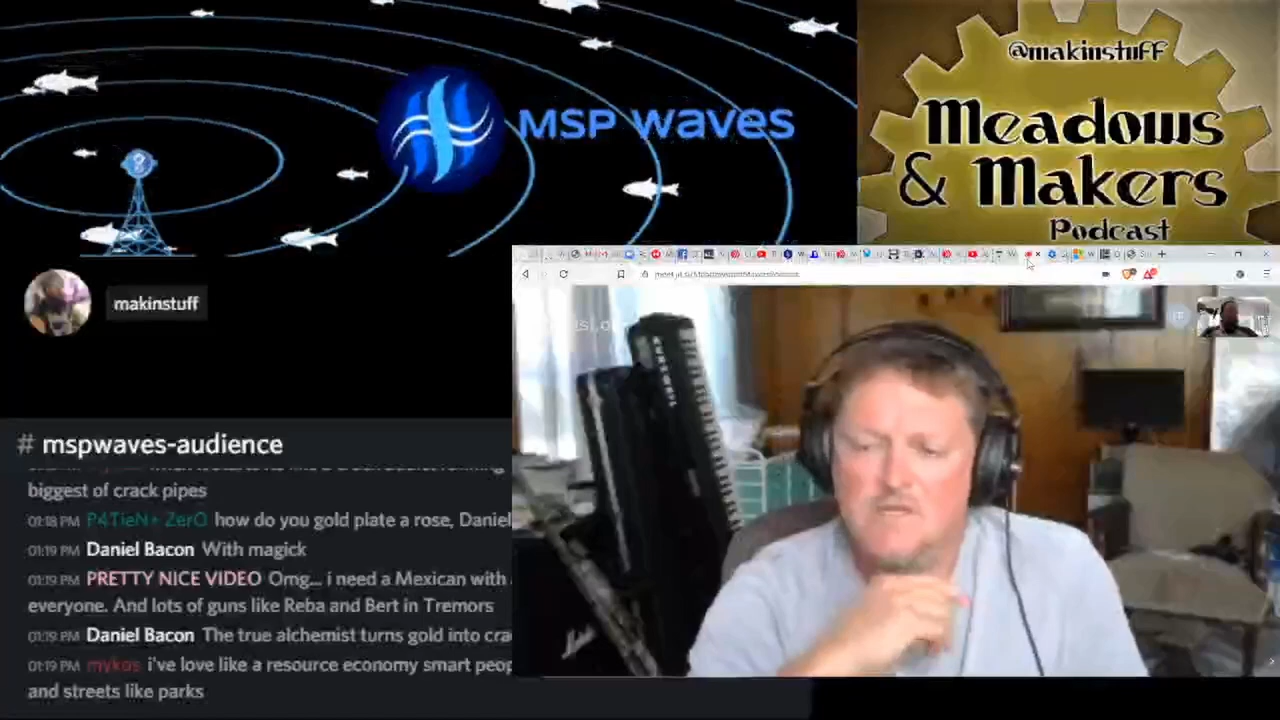 MSP waves
@makinstuff
Meadows
& Makers
Podcast
makinstuff
# mspwaves-audience
biggest of crack pipes
01:18 PM P4TieN+ ZerO how do you gold plate a rose, Daniel
01:19 PM Daniel Bacon With magick
01:19 PM PRETTY NICE VIDEO Omg... i need a Mexican with
everyone. And lots of guns like Reba and Bert in Tremors
01:19 PM Daniel Bacon The true alchemist turns gold into cra
01:19 PM mykos i've love like a resource economy smart peop
and streets like parks